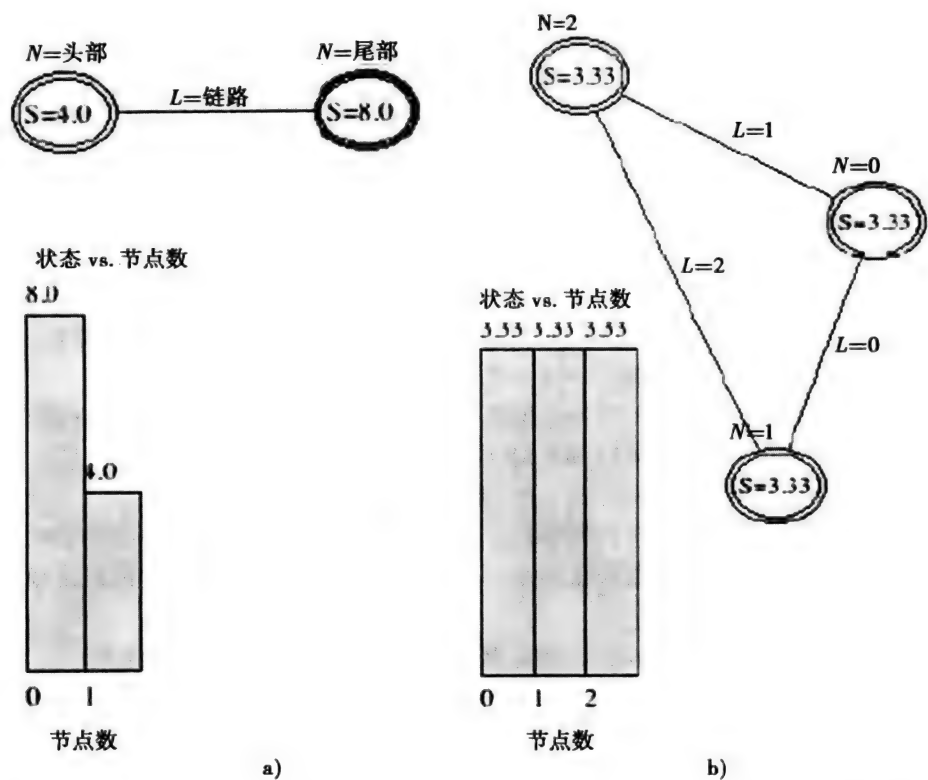 N=头部
N=尾部
S=4.0
L=链路
S=8.0
状态 vs. 节点数
8.0
4.0
0 1
节点数
a)
N=2
S=3.33
L=1
N=0
S=3.33
L=2
L=0
N=1
S=3.33
状态 vs. 节点数
3.33 3.33 3.33
0 1 2
节点数
b)